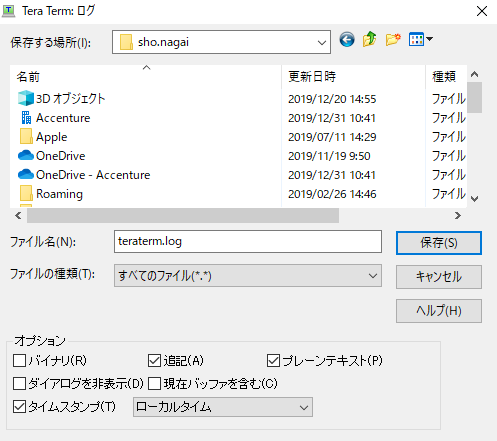 Tera Term: ログ
保存する場所(I): sho.nagai
名前 更新日時 種類
3D オブジェクト 2019/12/20 14:55 ファイル
Accenture 2019/12/31 10:41 ファイル
Apple 2019/07/11 14:29 ファイル
OneDrive 2019/11/19 9:50 ファイル
OneDrive - Accenture 2019/12/31 10:41 ファイル
Roaming 2019/02/26 14:46 ファイル
ファイル名(N): teraterm.log 保存(S)
ファイルの種類(T): すべてのファイル(*.*) キャンセル
ヘルプ(H)
オプション
バイナリ(R) 追記(A) プレーンテキスト(P)
ダイアログを非表示(D) 現在バッファを含む(C)
タイムスタンプ(T) ローカルタイム